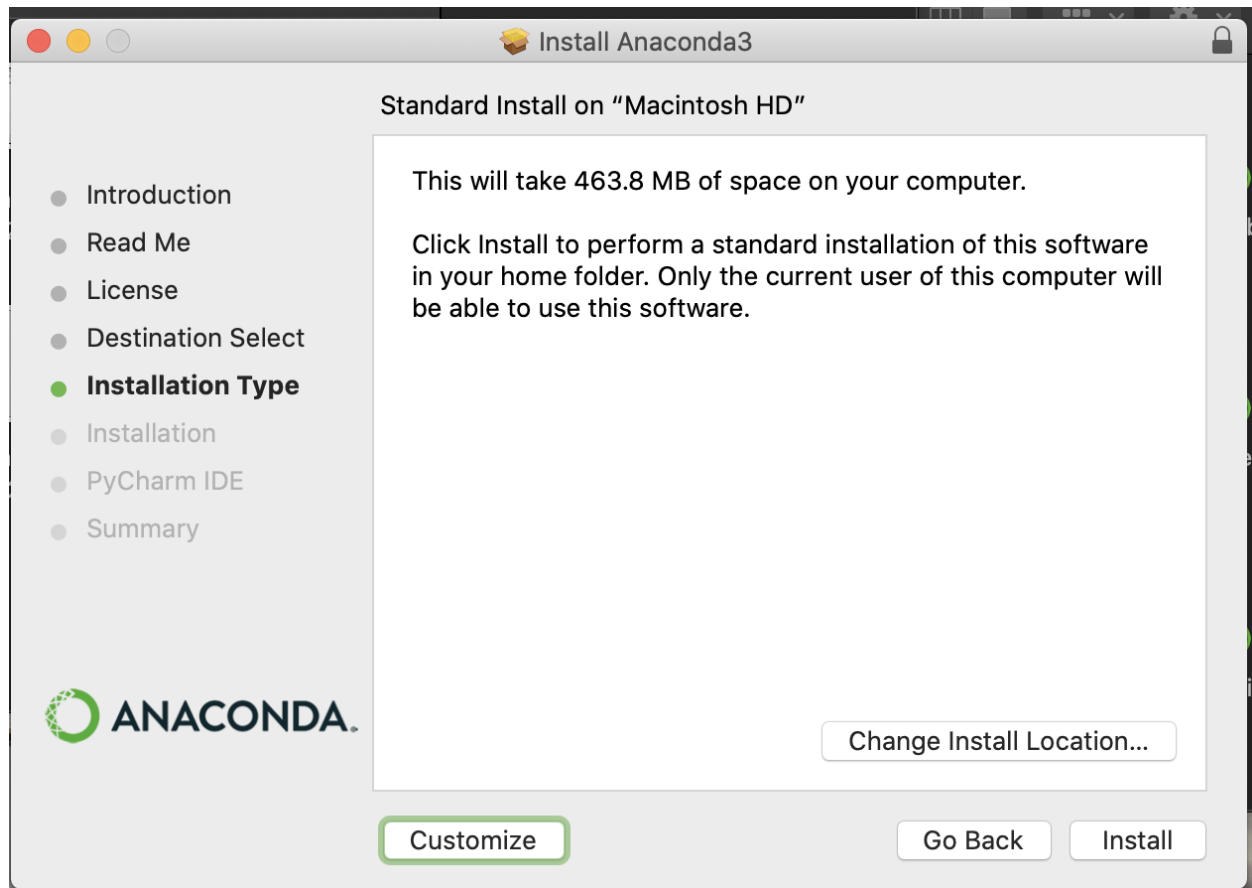 Install Anaconda3
Standard Install on “Macintosh HD”
Introduction
Read Me
License
Destination Select
Installation Type
Installation
PyCharm IDE
Summary
ANACONDA.
This will take 463.8 MB of space on your computer.
Click Install to perform a standard installation of this software
in your home folder. Only the current user of this computer will
be able to use this software.
Change Install Location...
Customize
Go Back
Install